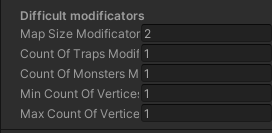 Difficult modificators
Map Size Modificator 2
Count Of Traps Modif 1
Count Of Monsters M 1
Min Count Of Vertices 1
Max Count Of Vertice 1